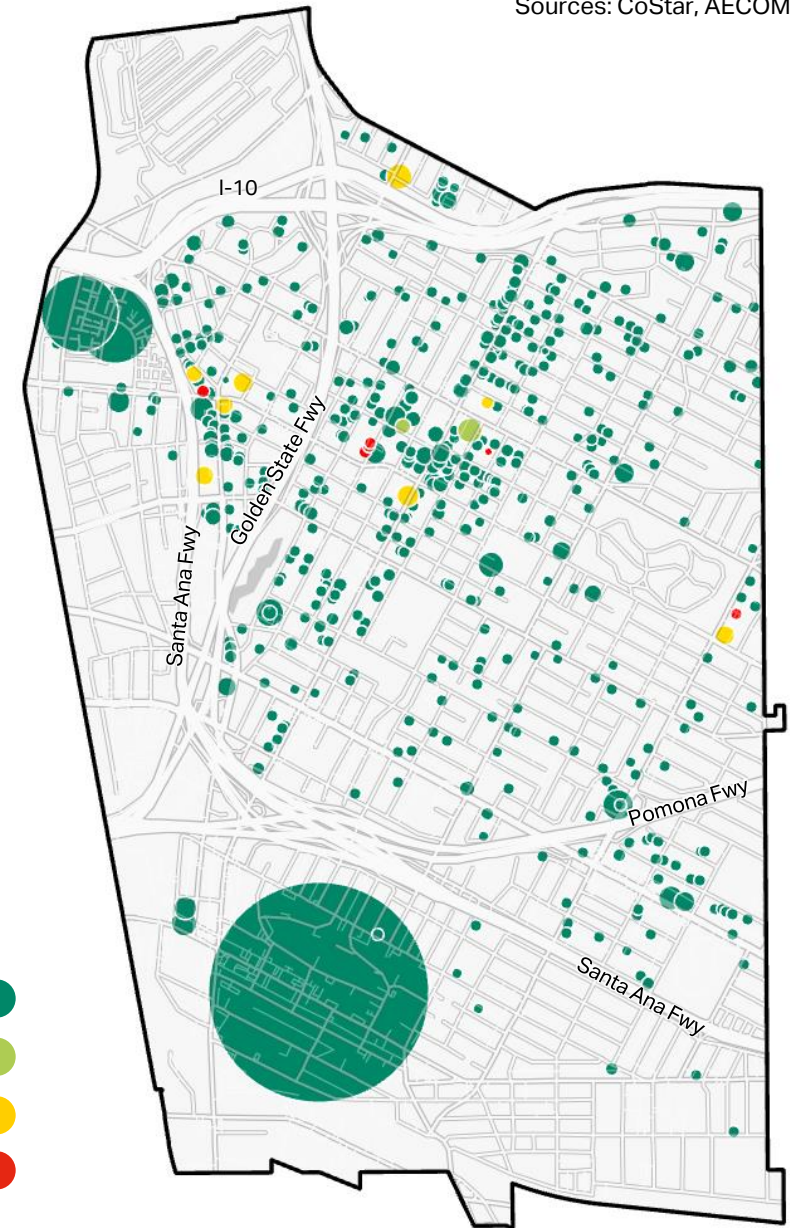 Sources: CoStar, AECOM
I-10
Golden State Fwy
Santa Ana Fwy
Pomona Fwy
Santa Ana Fwy